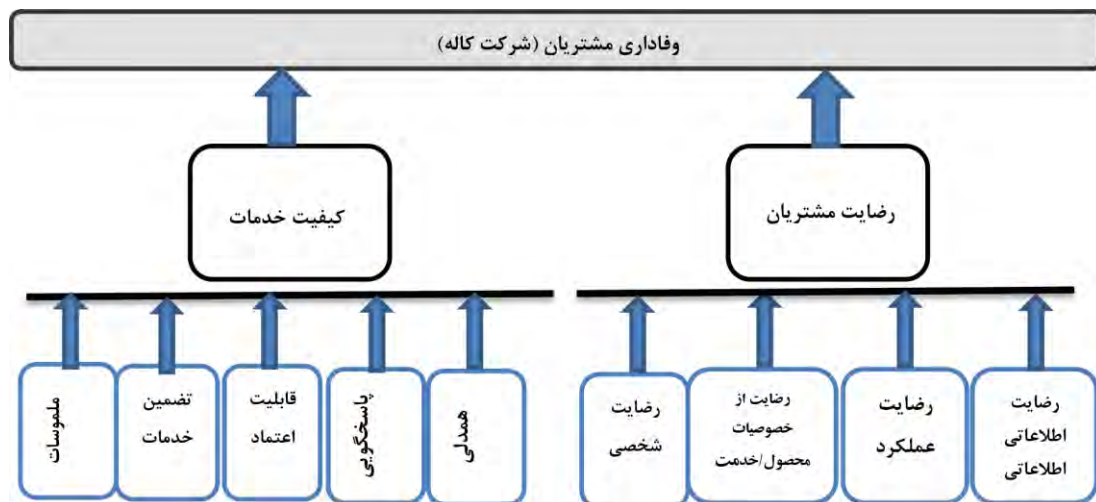 وفاداری مشتریان (شرکت کاله)
رضایت مشتریان
کیفیت خدمات
رضایت
اطلاعاتی
اطلاعاتی
رضایت
عملکرد
رضایت از
خصوصیات
محصول/خدمت
رضایت
شخصی
همدلی
پاسخگویی
قابلیت
اعتماد
تضمین
خدمات
ملموسات